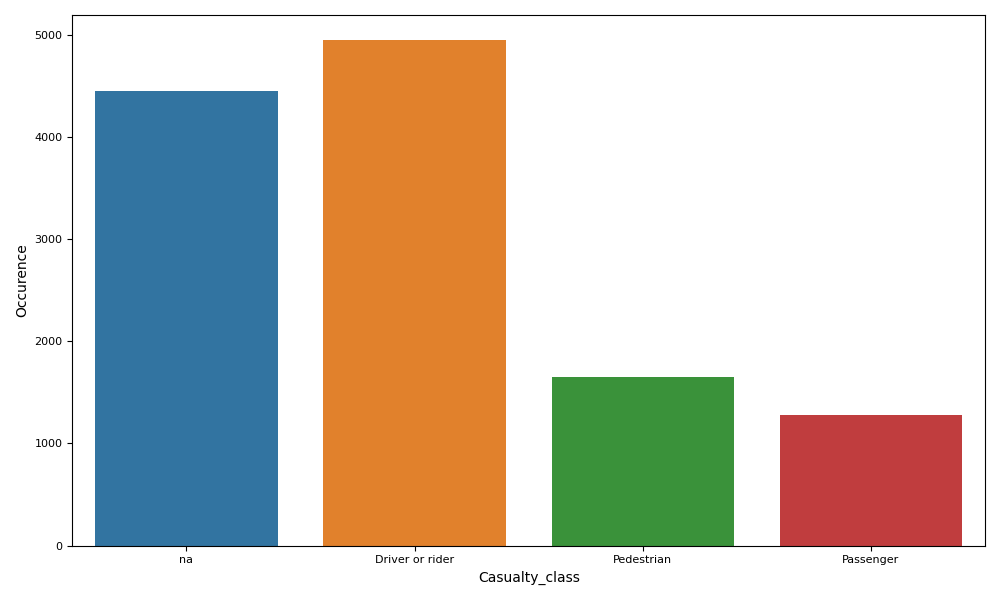 5000
4000
3000
2000
1000
0
Occurence
na
Driver or rider
Pedestrian
Passenger
Casualty_class